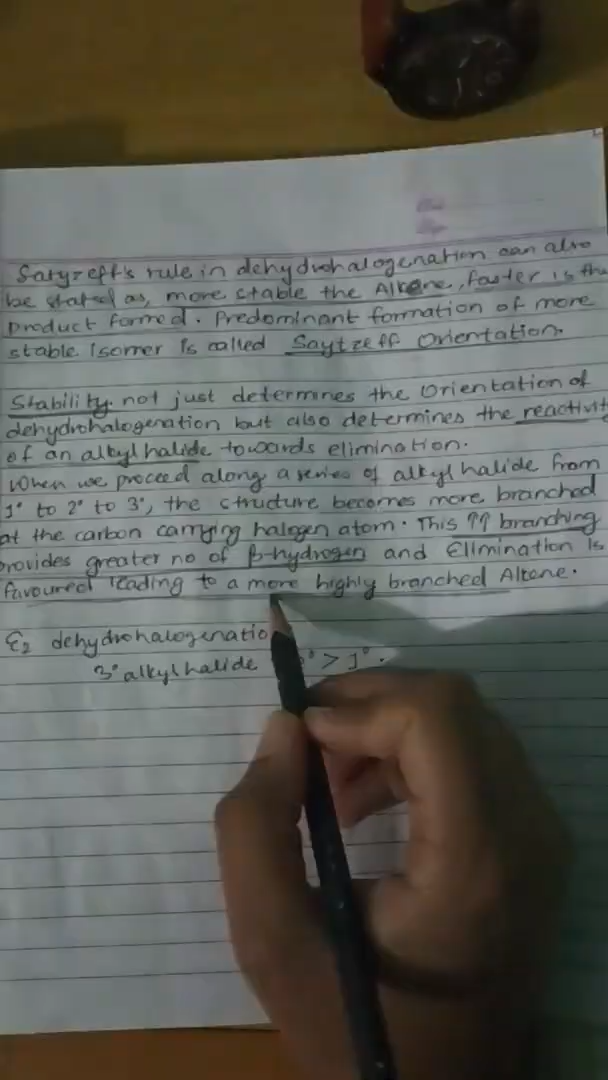 Satyzeff's rule in dehydrohalogenation can also
be stated as, more stable the Alkene, faster is the
product formed. Predominant formation of more
stable Isomer is called Saytzeff Orientation.
Stability not just determines the Orientation of
dehydrohalogenation but also determines the reactivit
of an alkyl halide towards elimination.
When we proceed along a series of alkyl halide from
1° to 2° to 3°, the structure becomes more branched
at the carbon carrying halogen atom. This ↑↑ branching
provides greater no of β-hydrogen and Elimination is
favoured leading to a more highly branched Alkene.
E2 dehydrohalogenatio
3° alkyl halide > 1°.